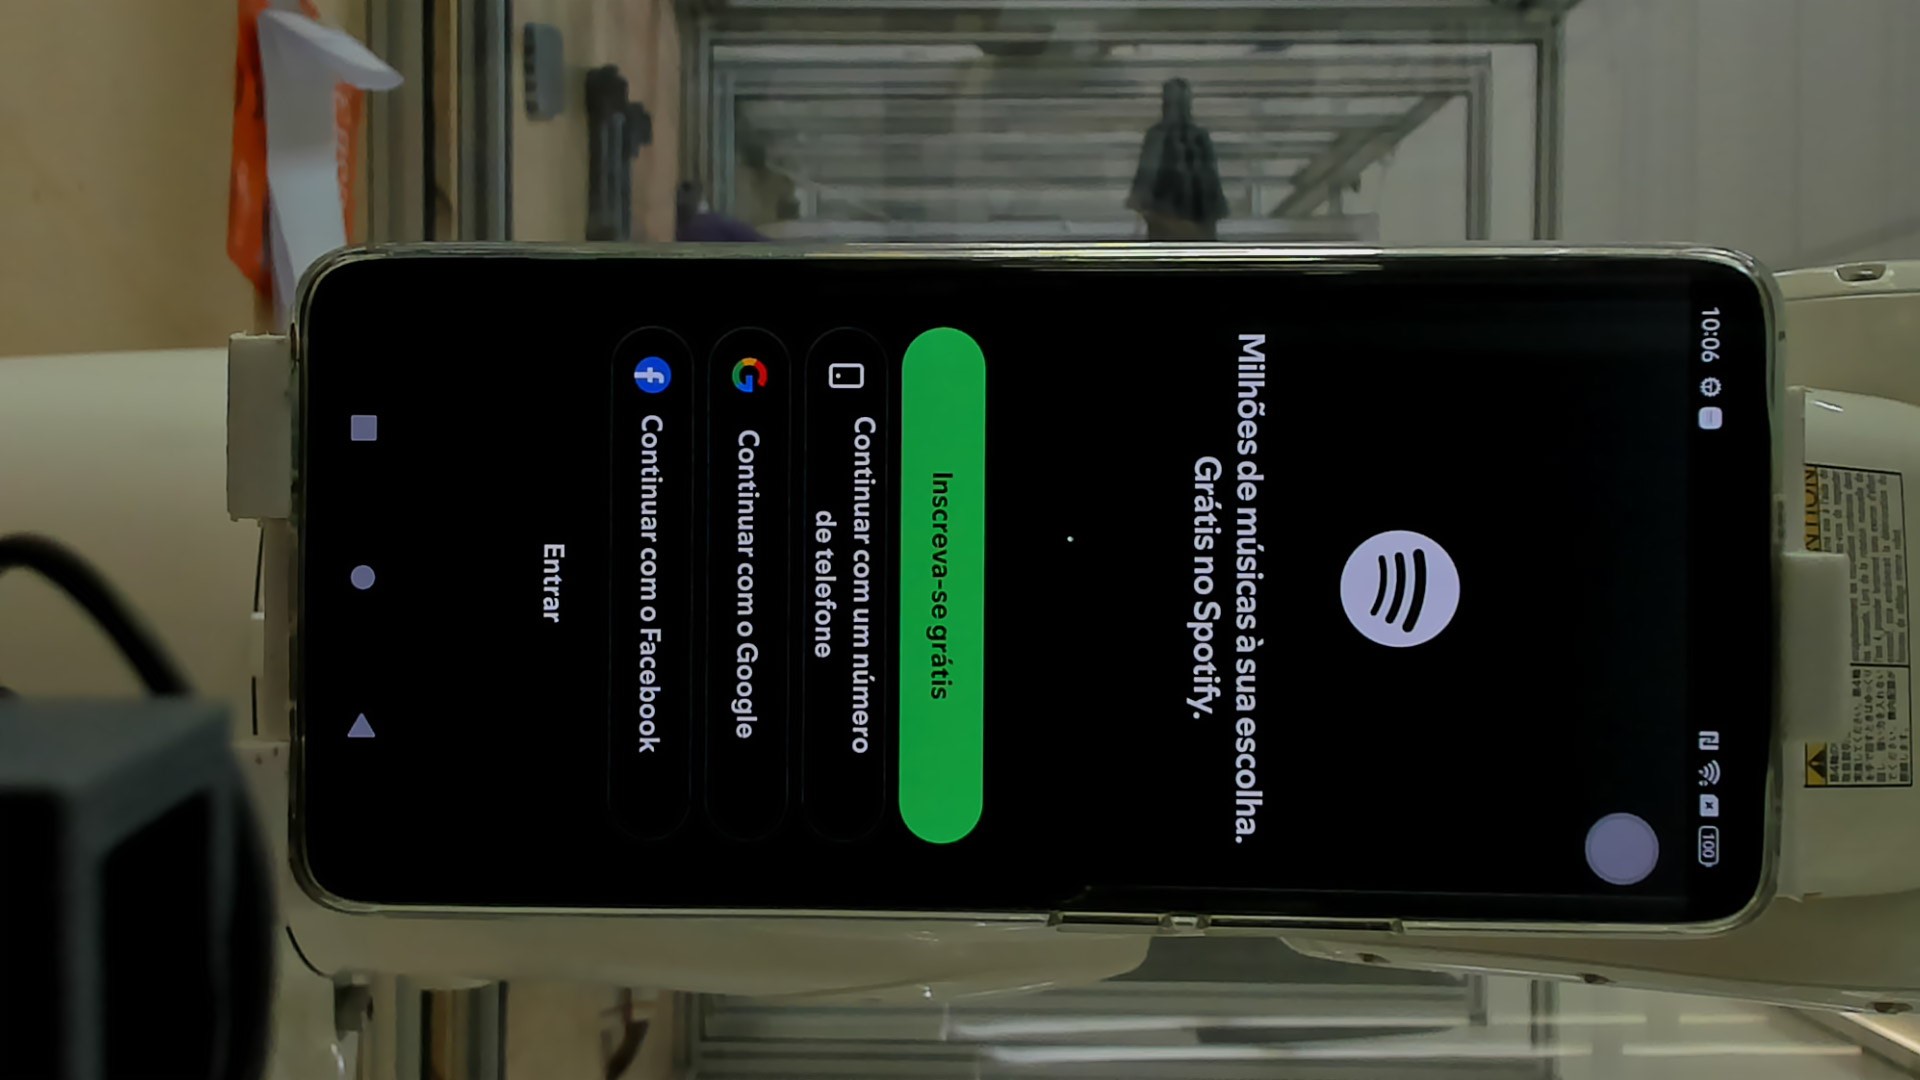 10:06
100
Milhões de músicas à sua escolha.
Grátis no Spotify.
Inscreva-se grátis
Continuar com um número
de telefone
Continuar com o Google
Continuar com o Facebook
Entrar